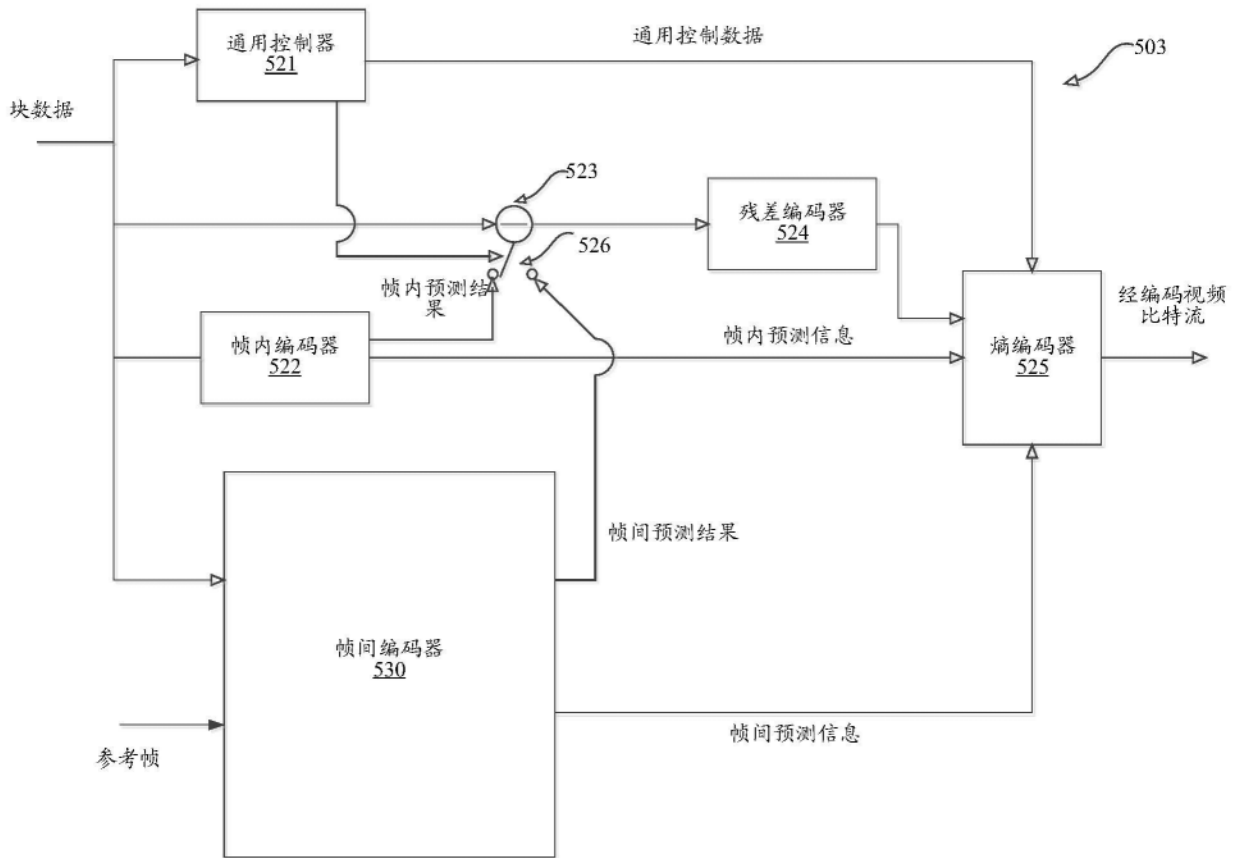 通用控制器
521
通用控制数据
503
块数据
523
残差编码器
524
526
帧内预测结
果
经编码视频
比特流
帧内编码器
522
帧内预测信息
熵编码器
525
帧间预测结果
帧间编码器
530
帧间预测信息
参考帧